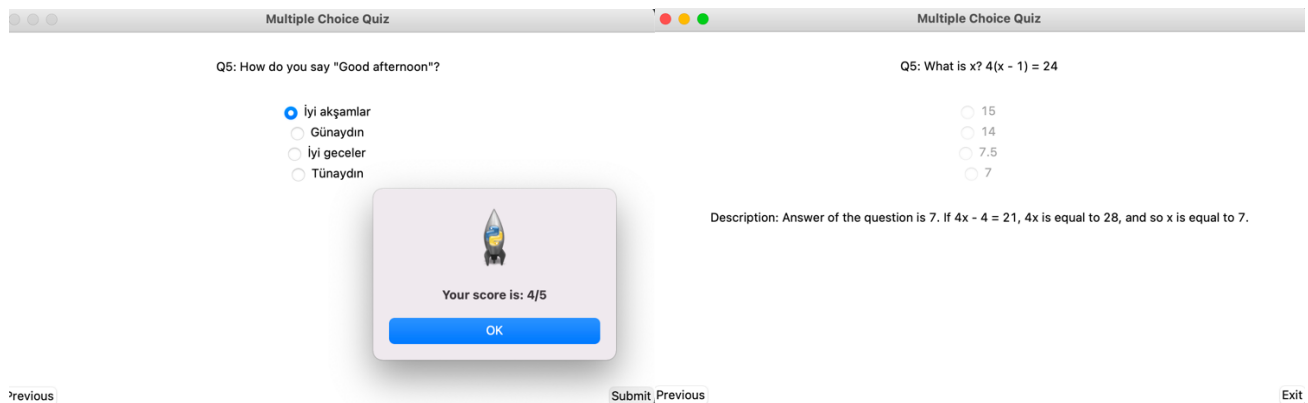 Multiple Choice Quiz
Q5: How do you say "Good afternoon"?
İyi akşamlar
Günaydın
İyi geceler
Tünaydın
Your score is: 4/5
OK
Previous
Submit
Multiple Choice Quiz
Q5: What is x? 4(x - 1) = 24
15
14
7.5
7
Description: Answer of the question is 7. If 4x - 4 = 21, 4x is equal to 28, and so x is equal to 7.
Previous
Exit